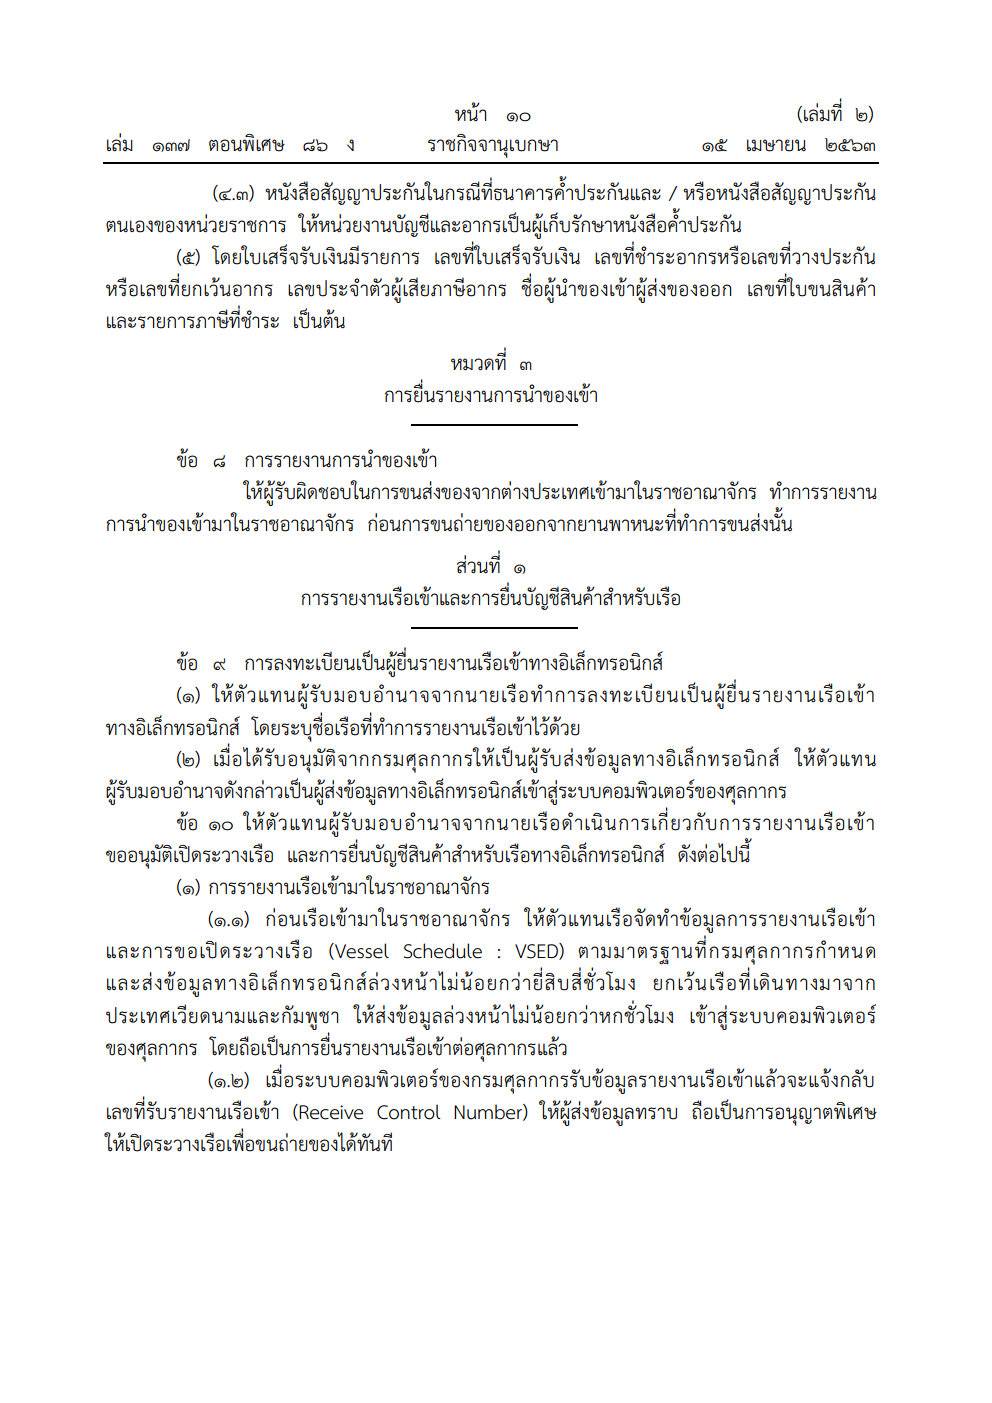 หน้า ๑๐ (เล่มที่ ๒)
เล่ม ๑๓๗ ตอนพิเศษ ๘๖ ง ราชกิจจานุเบกษา ๑๕ เมษายน ๒๕๖๓
(๔.๓) หนังสือสัญญาประกันในกรณีที่ธนาคารค้ำประกันและ / หรือหนังสือสัญญาประกัน
ตนเองของหน่วยราชการ ให้หน่วยงานบัญชีและอากรเป็นผู้เก็บรักษาหนังสือค้ำประกัน
(๕) โดยใบเสร็จรับเงินมีรายการ เลขที่ใบเสร็จรับเงิน เลขที่ชำระอากรหรือเลขที่วางประกัน
หรือเลขที่ยกเว้นอากร เลขประจำตัวผู้เสียภาษีอากร ชื่อผู้นำของเข้าผู้ส่งของออก เลขที่ใบขนสินค้า
และรายการภาษีที่ชำระ เป็นต้น
หมวดที่ ๓
การยื่นรายงานการนำของเข้า
ข้อ ๘ การรายงานการนำของเข้า
ให้ผู้รับผิดชอบในการขนส่งของจากต่างประเทศเข้ามาในราชอาณาจักร ทำการรายงาน
การนำของเข้ามาในราชอาณาจักร ก่อนการขนถ่ายของออกจากยานพาหนะที่ทำการขนส่งนั้น
ส่วนที่ ๑
การรายงานเรือเข้าและการยื่นบัญชีสินค้าสำหรับเรือ
ข้อ ๙ การลงทะเบียนเป็นผู้ยื่นรายงานเรือเข้าทางอิเล็กทรอนิกส์
(๑) ให้ตัวแทนผู้รับมอบอำนาจจากนายเรือทำการลงทะเบียนเป็นผู้ยื่นรายงานเรือเข้า
ทางอิเล็กทรอนิกส์ โดยระบุชื่อเรือที่ทำการรายงานเรือเข้าไว้ด้วย
(๒) เมื่อได้รับอนุมัติจากกรมศุลกากรให้เป็นผู้รับส่งข้อมูลทางอิเล็กทรอนิกส์ ให้ตัวแทน
ผู้รับมอบอำนาจดังกล่าวเป็นผู้ส่งข้อมูลทางอิเล็กทรอนิกส์เข้าสู่ระบบคอมพิวเตอร์ของศุลกากร
ข้อ ๑๐ ให้ตัวแทนผู้รับมอบอำนาจจากนายเรือดำเนินการเกี่ยวกับการรายงานเรือเข้า
ขออนุมัติเปิดระวางเรือ และการยื่นบัญชีสินค้าสำหรับเรือทางอิเล็กทรอนิกส์ ดังต่อไปนี้
(๑) การรายงานเรือเข้ามาในราชอาณาจักร
(๑.๑) ก่อนเรือเข้ามาในราชอาณาจักร ให้ตัวแทนเรือจัดทำข้อมูลการรายงานเรือเข้า
และการขอเปิดระวางเรือ (Vessel Schedule : VSED) ตามมาตรฐานที่กรมศุลกากรกำหนด
และส่งข้อมูลทางอิเล็กทรอนิกส์ล่วงหน้าไม่น้อยกว่ายี่สิบสี่ชั่วโมง ยกเว้นเรือที่เดินทางมาจาก
ประเทศเวียดนามและกัมพูชา ให้ส่งข้อมูลล่วงหน้าไม่น้อยกว่าหกชั่วโมง เข้าสู่ระบบคอมพิวเตอร์
ของศุลกากร โดยถือเป็นการยื่นรายงานเรือเข้าต่อศุลกากรแล้ว
(๑.๒) เมื่อระบบคอมพิวเตอร์ของกรมศุลกากรรับข้อมูลรายงานเรือเข้าแล้วจะแจ้งกลับ
เลขที่รับรายงานเรือเข้า (Receive Control Number) ให้ผู้ส่งข้อมูลทราบ ถือเป็นการอนุญาตพิเศษ
ให้เปิดระวางเรือเพื่อขนถ่ายของได้ทันที